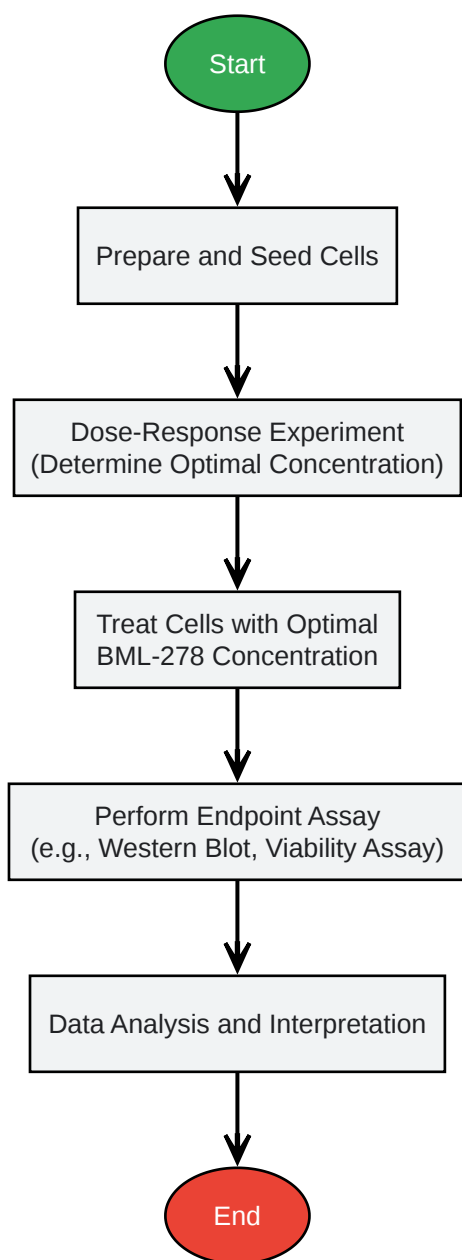 Start
Prepare and Seed Cells
Dose-Response Experiment
(Determine Optimal Concentration)
Treat Cells with Optimal
BML-278 Concentration
Perform Endpoint Assay
(e.g., Western Blot, Viability Assay)
Data Analysis and Interpretation
End